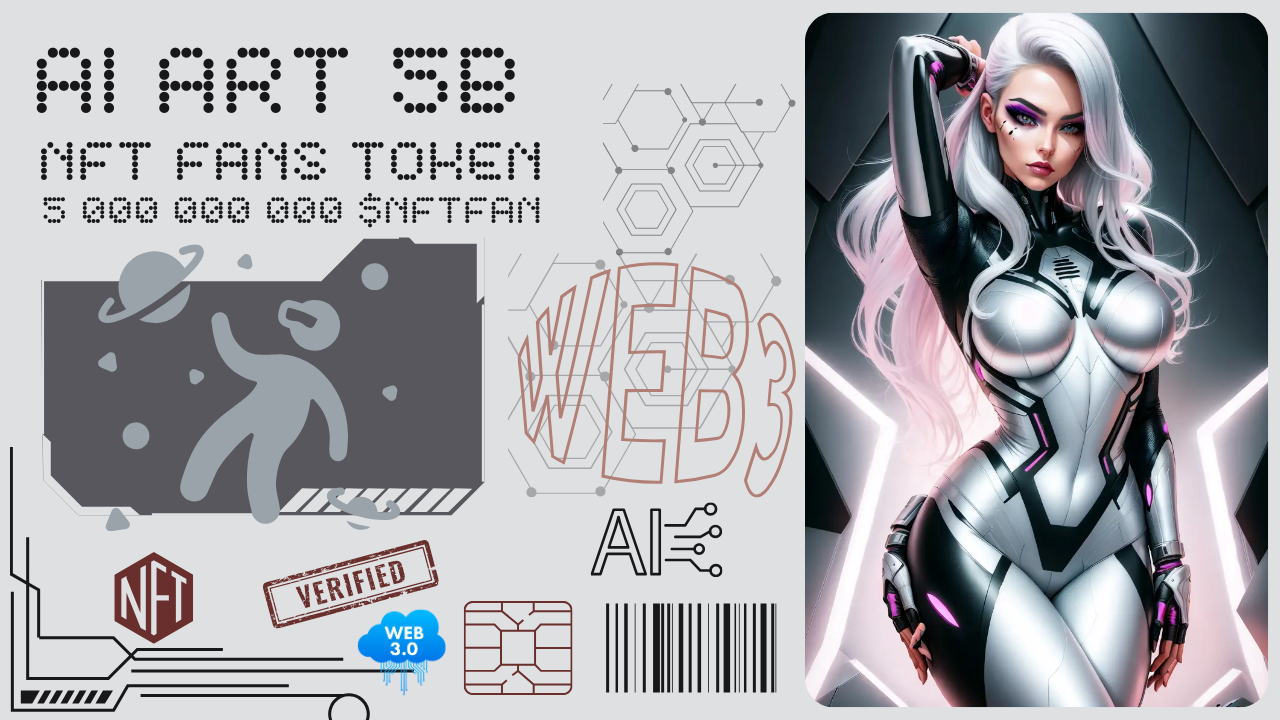 AI ART 5B
NFT FANS TOKEN
5 000 000 000 $NFTFAN
WEB3
AI
NFT
VERIFIED
WEB
3.0